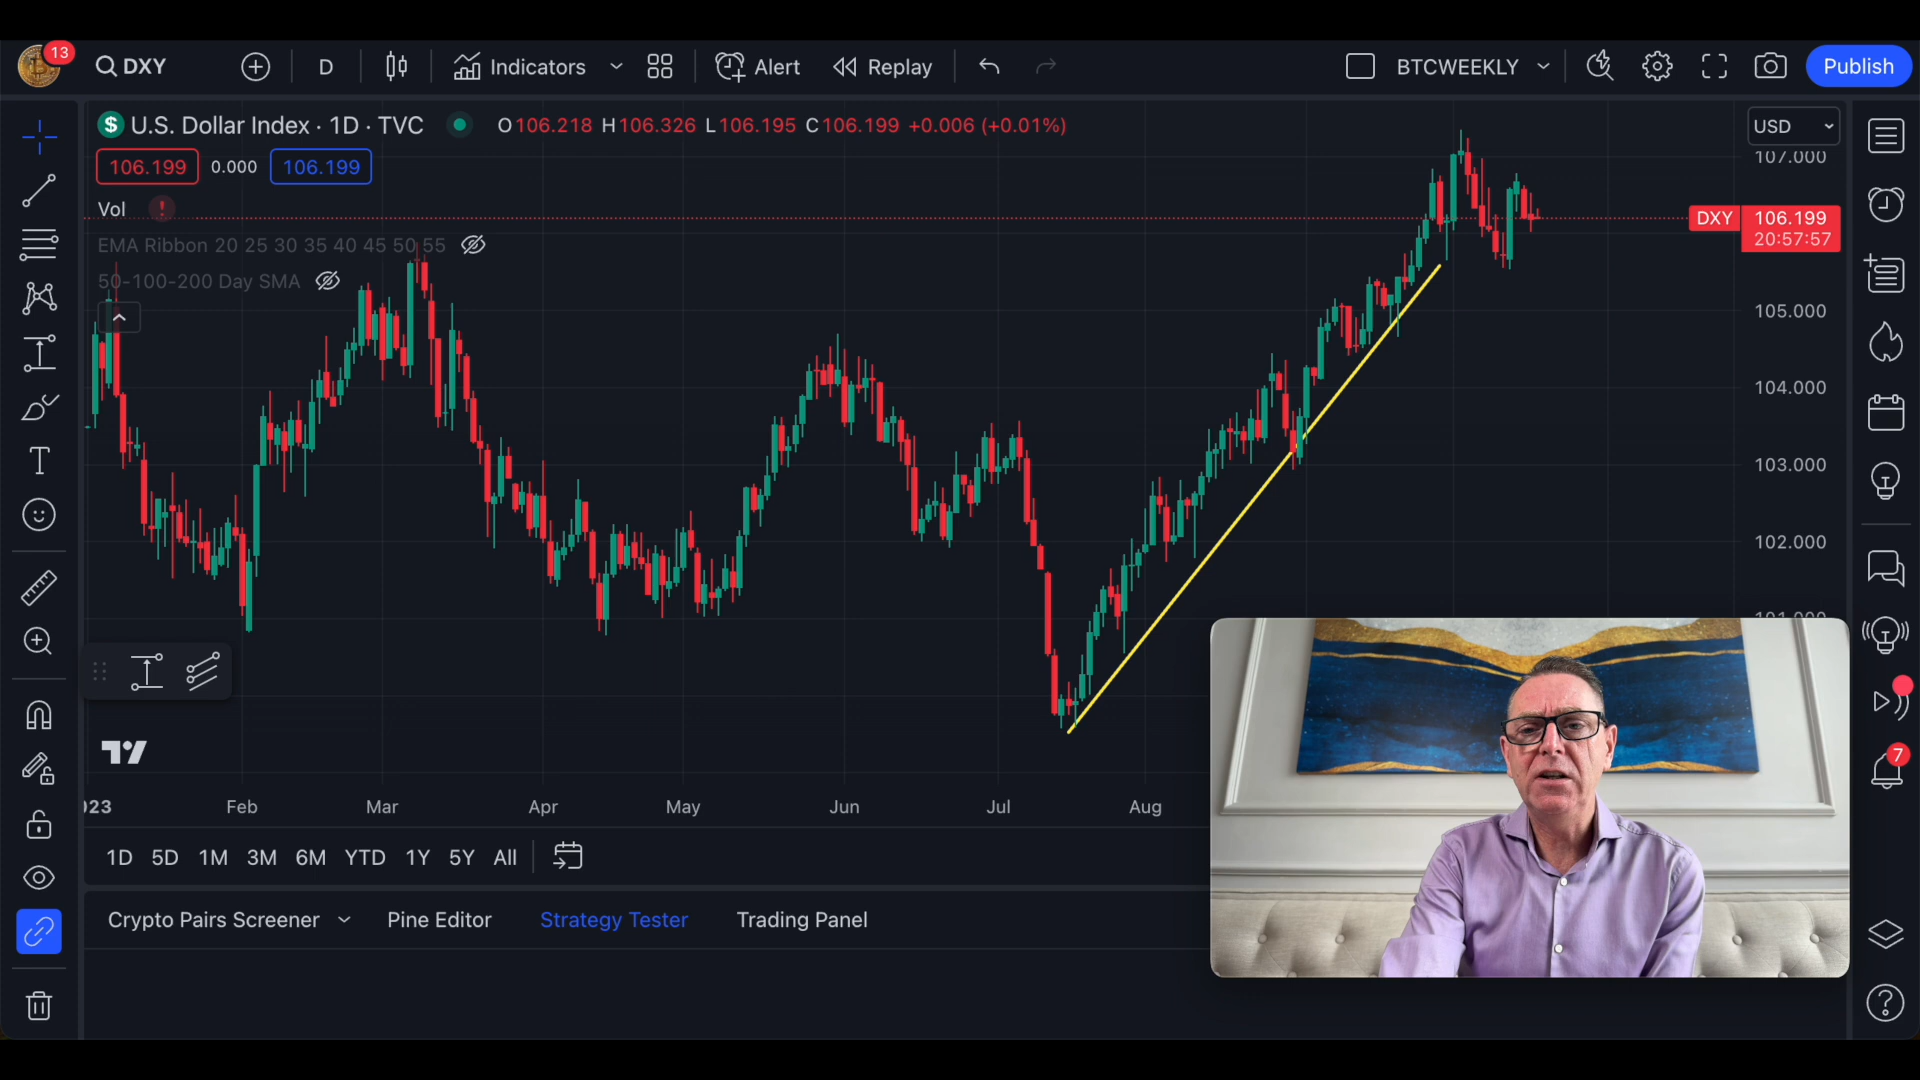 13
DXY
D
Indicators
Alert
Replay
BTCWEEKLY
Publish
$ U.S. Dollar Index · 1D · TVC
O106.218 H106.326 L106.195 C106.199 +0.006 (+0.01%)
USD
106.199 0.000 106.199
107.000
Vol
!
DXY 106.199
20:57:57
EMA Ribbon 20 25 30 35 40 45 50 55
50-100-200 Day SMA
105.000
104.000
103.000
102.000
101.000
7
023 Feb Mar Apr May Jun Jul Aug
1D 5D 1M 3M 6M YTD 1Y 5Y All
Crypto Pairs Screener Pine Editor Strategy Tester Trading Panel